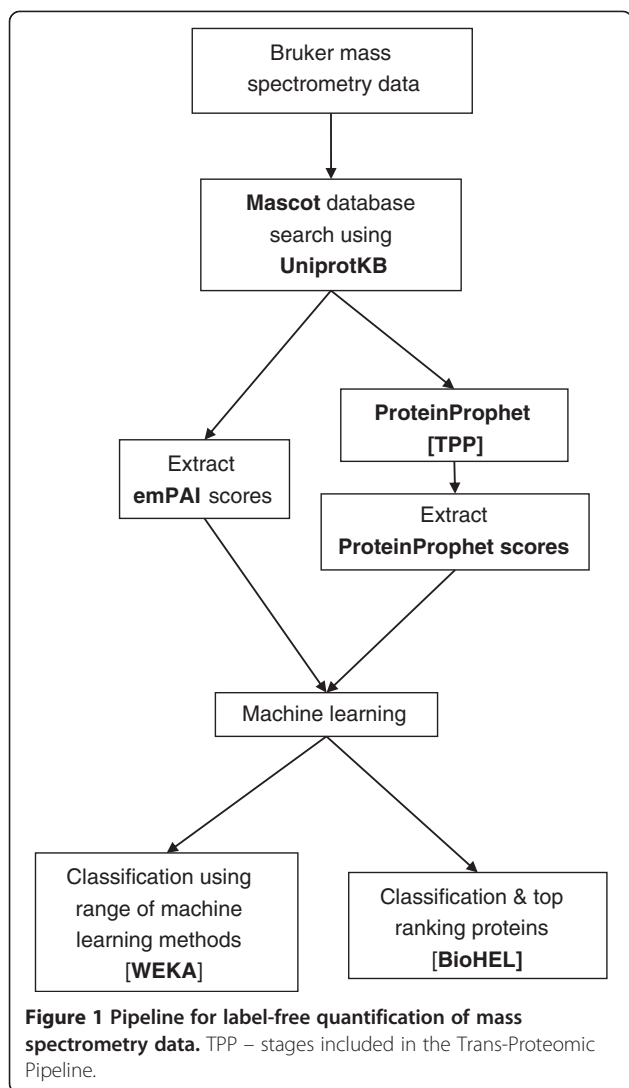 Bruker mass
spectrometry data
Mascot database
search using
UniprotKB
ProteinProphet
[TPP]
Extract
emPAI scores
Extract
ProteinProphet scores
Machine learning
Classification using
range of machine
learning methods
[WEKA]
Classification & top
ranking proteins
[BioHEL]
Figure 1 Pipeline for label-free quantification of mass
spectrometry data. TPP – stages included in the Trans-Proteomic
Pipeline.